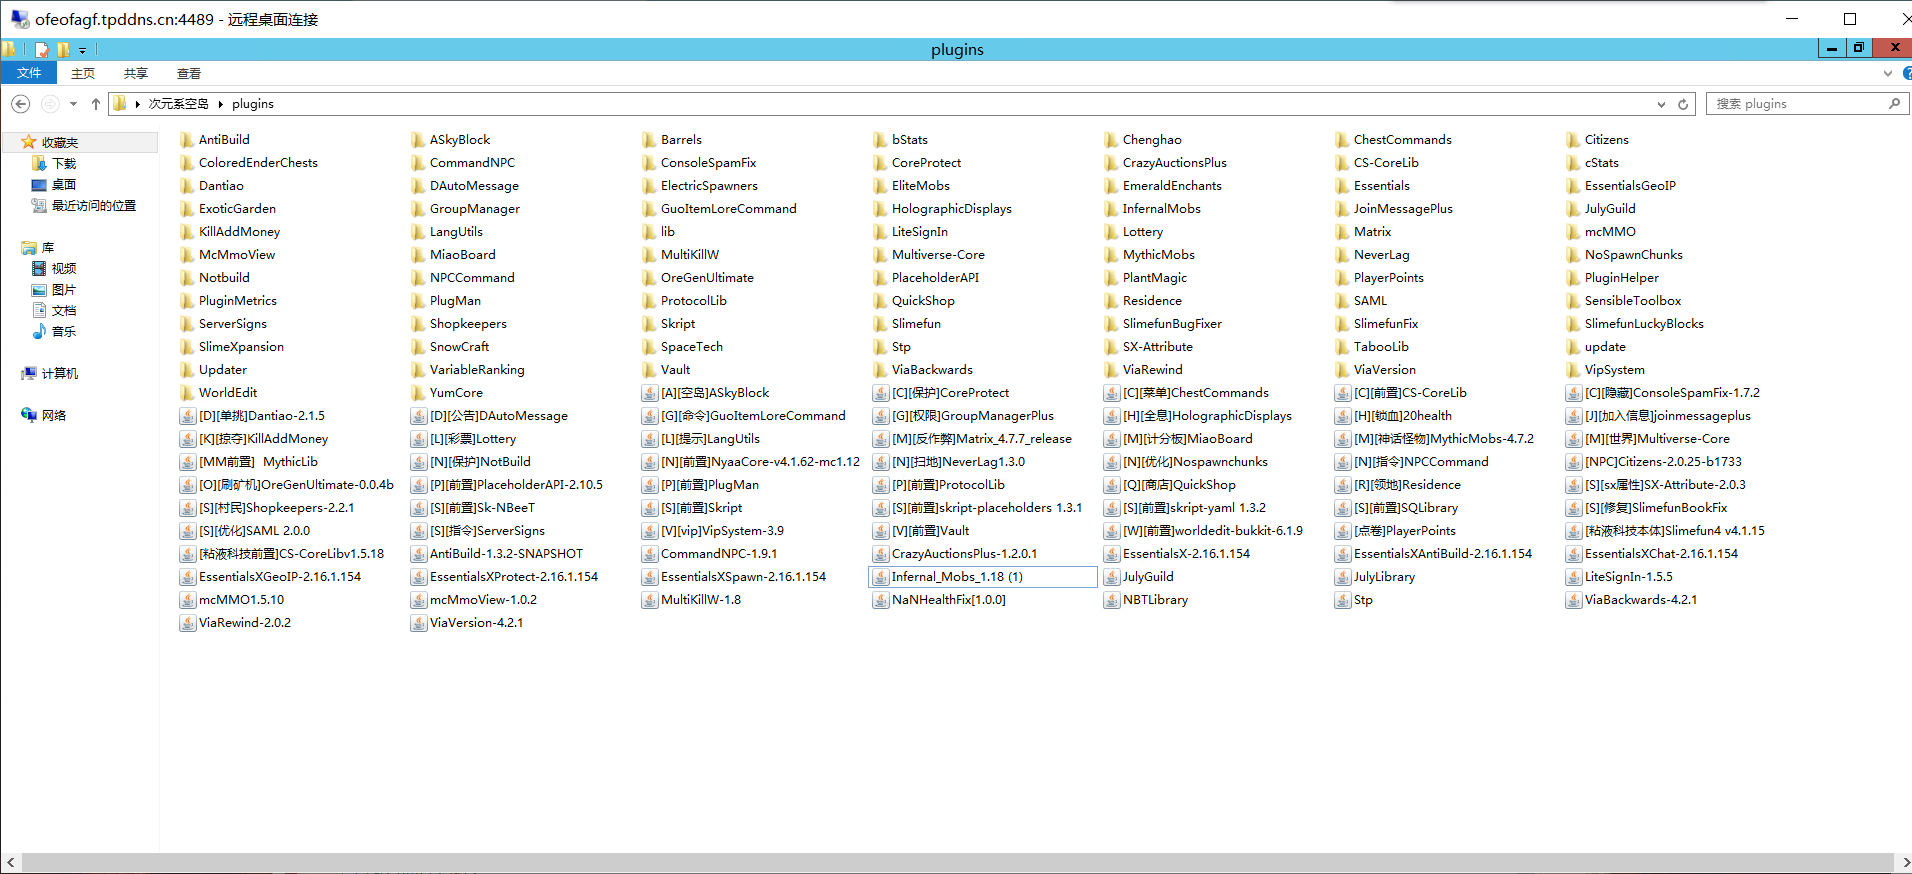 ofeofagf.tpddns.cn:4489 - 远程桌面连接
plugins
文件 主页 共享 查看
次元系空岛 plugins 搜索 plugins
收藏夹
下载
桌面
最近访问的位置
库
视频
图片
文档
音乐
计算机
网络
AntiBuild ASkyBlock Barrels bStats Chenghao ChestCommands Citizens
ColoredEnderChests CommandNPC ConsoleSpamFix CoreProtect CrazyAuctionsPlus CS-CoreLib cStats
Dantiao DAutoMessage ElectricSpawners EliteMobs EmeraldEnchants Essentials EssentialsGeoIP
ExoticGarden GroupManager GuoItemLoreCommand HolographicDisplays InfernalMobs JoinMessagePlus JulyGuild
KillAddMoney LangUtils lib LiteSignIn Lottery Matrix mcMMO
McMmoView MiaoBoard MultiKillW Multiverse-Core MythicMobs NeverLag NoSpawnChunks
Notbuild NPCCommand OreGenUltimate PlaceholderAPI PlantMagic PlayerPoints PluginHelper
PluginMetrics PlugMan ProtocolLib QuickShop Residence SAML SensibleToolbox
ServerSigns Shopkeepers Skript Slimefun SlimefunBugFixer SlimefunFix SlimefunLuckyBlocks
SlimeXpansion SnowCraft SpaceTech Stp SX-Attribute TabooLib update
Updater VariableRanking Vault ViaBackwards ViaRewind ViaVersion VipSystem
WorldEdit YumCore [A][空岛]ASkyBlock [C][保护]CoreProtect [C][菜单]ChestCommands [C][前置]CS-CoreLib [C][隐藏]ConsoleSpamFix-1.7.2
[D][单挑]Dantiao-2.1.5 [D][公告]DAutoMessage [G][命令]GuoItemLoreCommand [G][权限]GroupManagerPlus [H][全息]HolographicDisplays [H][锁血]20health [J][加入信息]joinmessageplus
[K][掠夺]KillAddMoney [L][彩票]Lottery [L][提示]LangUtils [M][反作弊]Matrix_4.7.7_release [M][计分板]MiaoBoard [M][神话怪物]MythicMobs-4.7.2 [M][世界]Multiverse-Core
[MM前置] MythicLib [N][保护]NotBuild [N][前置]NyaaCore-v4.1.62-mc1.12 [N][扫地]NeverLag1.3.0 [N][优化]Nospawnchunks [N][指令]NPCCommand [NPC]Citizens-2.0.25-b1733
[O][刷矿机]OreGenUltimate-0.0.4b [P][前置]PlaceholderAPI-2.10.5 [P][前置]PlugMan [P][前置]ProtocolLib [Q][商店]QuickShop [R][领地]Residence [S][sx属性]SX-Attribute-2.0.3
[S][村民]Shopkeepers-2.2.1 [S][前置]Sk-NBeeT [S][前置]Skript [S][前置]skript-placeholders 1.3.1 [S][前置]skript-yaml 1.3.2 [S][前置]SQLibrary [S][修复]SlimefunBookFix
[S][优化]SAML 2.0.0 [S][指令]ServerSigns [V][vip]VipSystem-3.9 [V][前置]Vault [W][前置]worldedit-bukkit-6.1.9 [点卷]PlayerPoints [粘液科技本体]Slimefun4 v4.1.15
[粘液科技前置]CS-CoreLibv1.5.18 AntiBuild-1.3.2-SNAPSHOT CommandNPC-1.9.1 CrazyAuctionsPlus-1.2.0.1 EssentialsX-2.16.1.154 EssentialsXAntiBuild-2.16.1.154 EssentialsXChat-2.16.1.154
EssentialsXGeoIP-2.16.1.154 EssentialsXProtect-2.16.1.154 EssentialsXSpawn-2.16.1.154 Infernal_Mobs_1.18 (1) JulyGuild JulyLibrary LiteSignIn-1.5.5
mcMMO1.5.10 mcMmoView-1.0.2 MultiKillW-1.8 NaNHealthFix[1.0.0] NBTLibrary Stp ViaBackwards-4.2.1
ViaRewind-2.0.2 ViaVersion-4.2.1